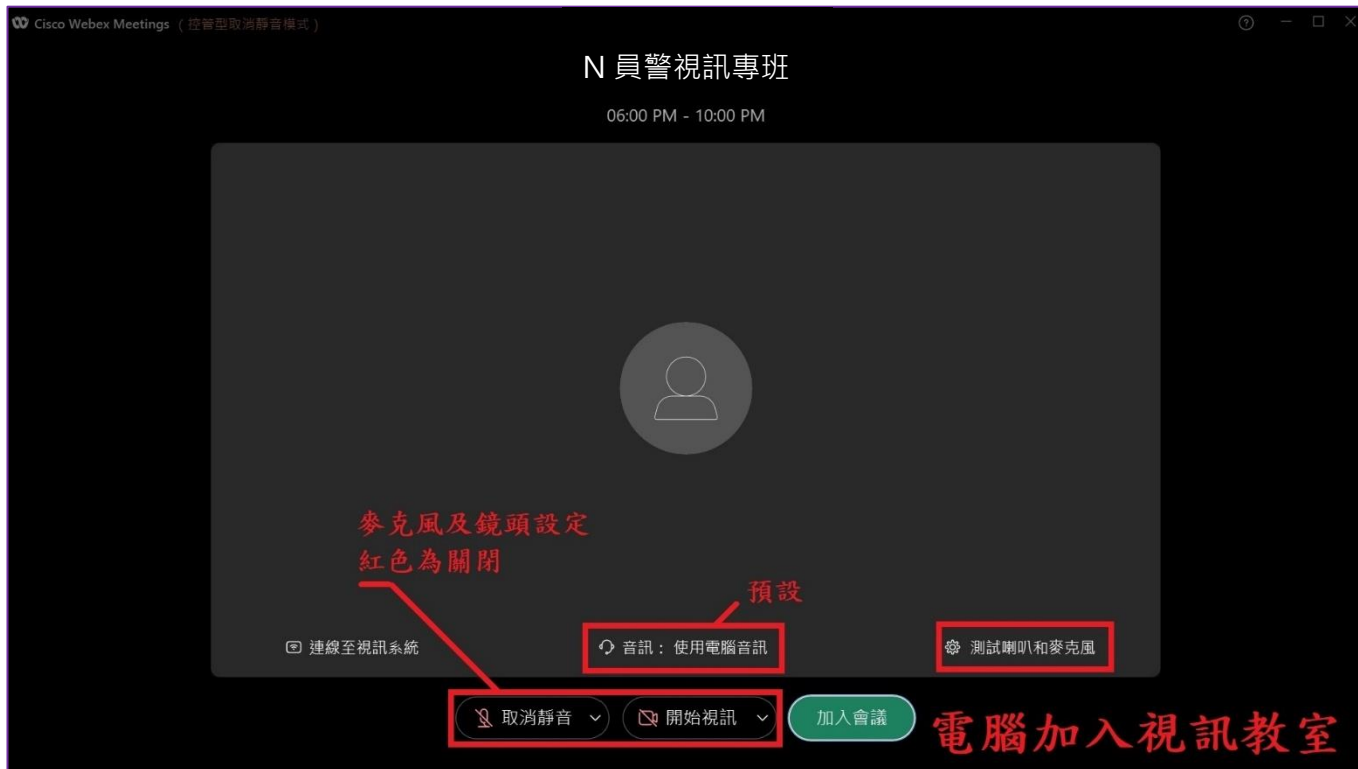 Cisco Webex Meetings （控管型取消靜音模式）
N 員警視訊專班
06:00 PM - 10:00 PM
麥克風及鏡頭設定
紅色為關閉
預設
連線至視訊系統
音訊： 使用電腦音訊
測試喇叭和麥克風
取消靜音
開始視訊
加入會議
電腦加入視訊教室